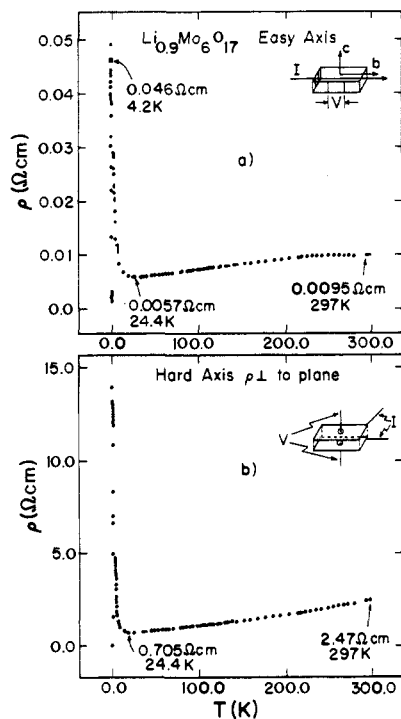 Li0.9Mo6O17 Easy Axis
I
c
b
V
0.046Ωcm
4.2K
a)
0.0057Ωcm
24.4K
0.0095Ωcm
297K
ρ(Ωcm)
0.05
0.04
0.03
0.02
0.01
0.0
0.0 100.0 200.0 300.0
Hard Axis ρ⊥ to plane
V
I
b)
0.705Ωcm
24.4K
2.47Ωcm
297K
ρ(Ωcm)
15.0
10.0
5.0
0.0
0.0 100.0 200.0 300.0
T(K)